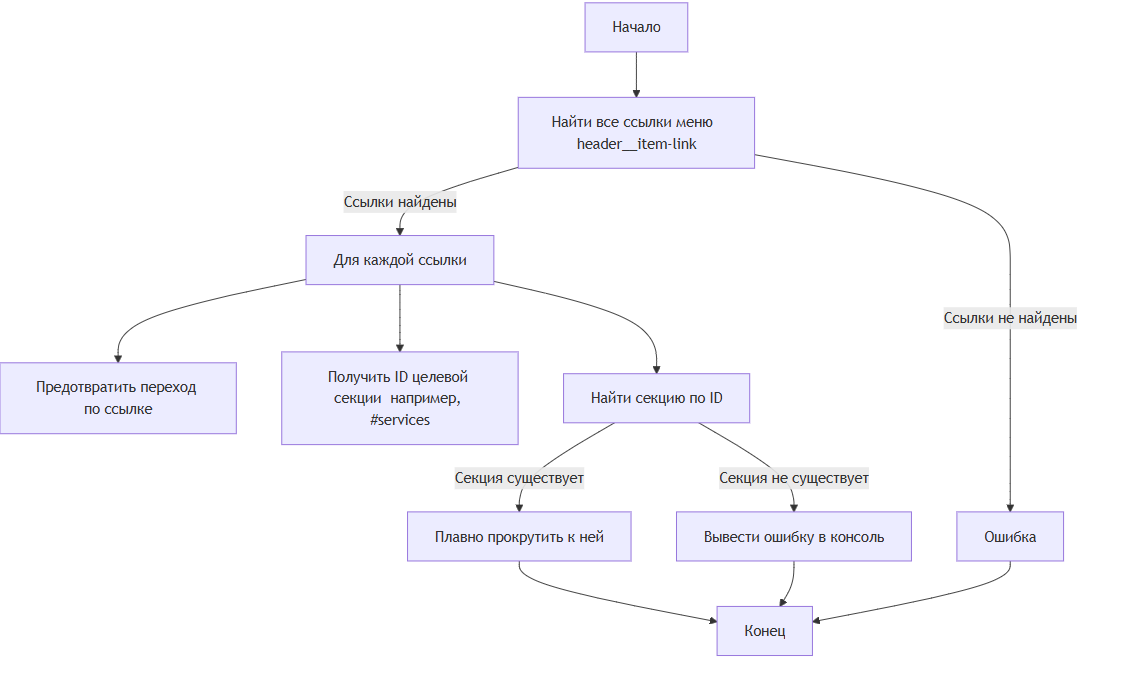 Начало
Найти все ссылки меню
header__item-link
Ссылки найдены
Для каждой ссылки
Ссылки не найдены
Предотвратить переход
по ссылке
Получить ID целевой
секции например,
#services
Найти секцию по ID
Секция существует
Секция не существует
Плавно прокрутить к ней
Вывести ошибку в консоль
Ошибка
Конец